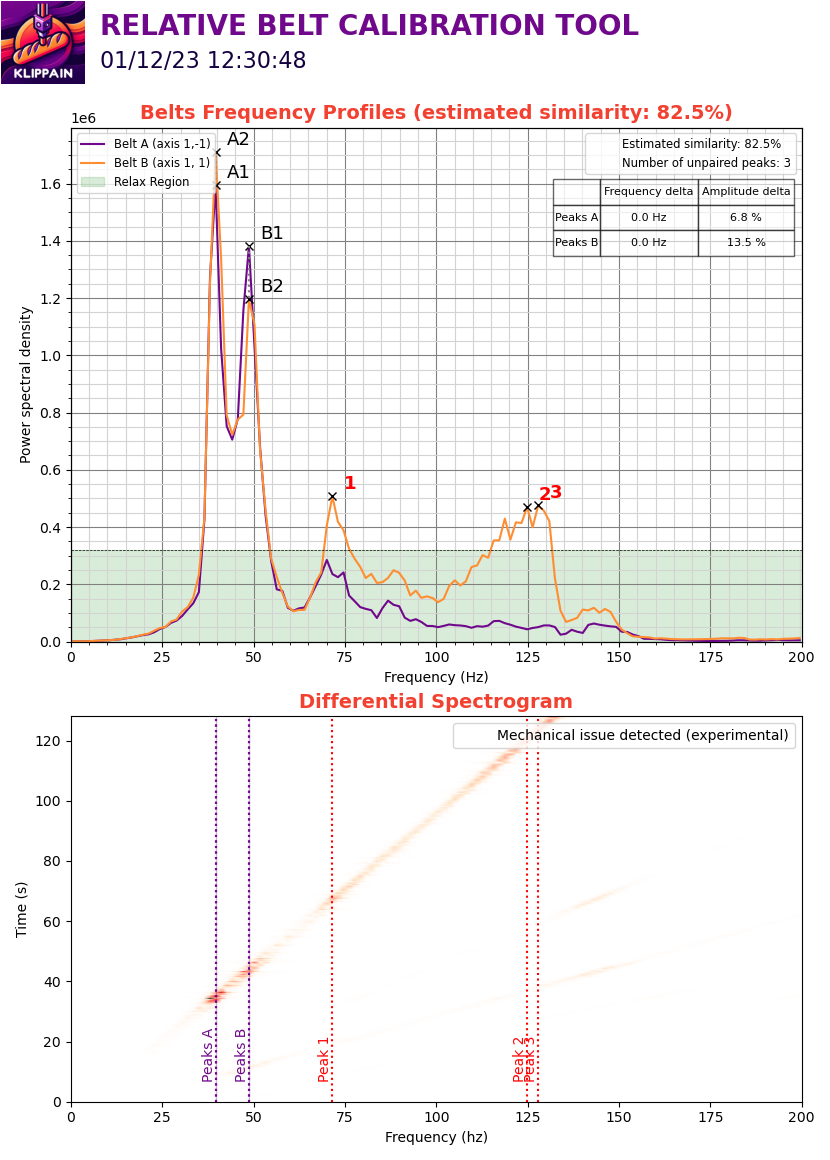 RELATIVE BELT CALIBRATION TOOL
01/12/23 12:30:48
KLIPPAIN
Belts Frequency Profiles (estimated similarity: 82.5%)
1e6
Belt A (axis 1,-1)
Belt B (axis 1, 1)
Relax Region
A2
A1
B1
B2
1
2
3
Estimated similarity: 82.5%
Number of unpaired peaks: 3
Frequency delta Amplitude delta
Peaks A 0.0 Hz 6.8 %
Peaks B 0.0 Hz 13.5 %
Power spectral density
1.6
1.4
1.2
1.0
0.8
0.6
0.4
0.2
0.0
0 25 50 75 100 125 150 175 200
Frequency (Hz)
Differential Spectrogram
Mechanical issue detected (experimental)
Time (s)
120
100
80
60
40
20
0
Peaks A
Peaks B
Peak 1
Peak 2
Peak 3
0 25 50 75 100 125 150 175 200
Frequency (hz)